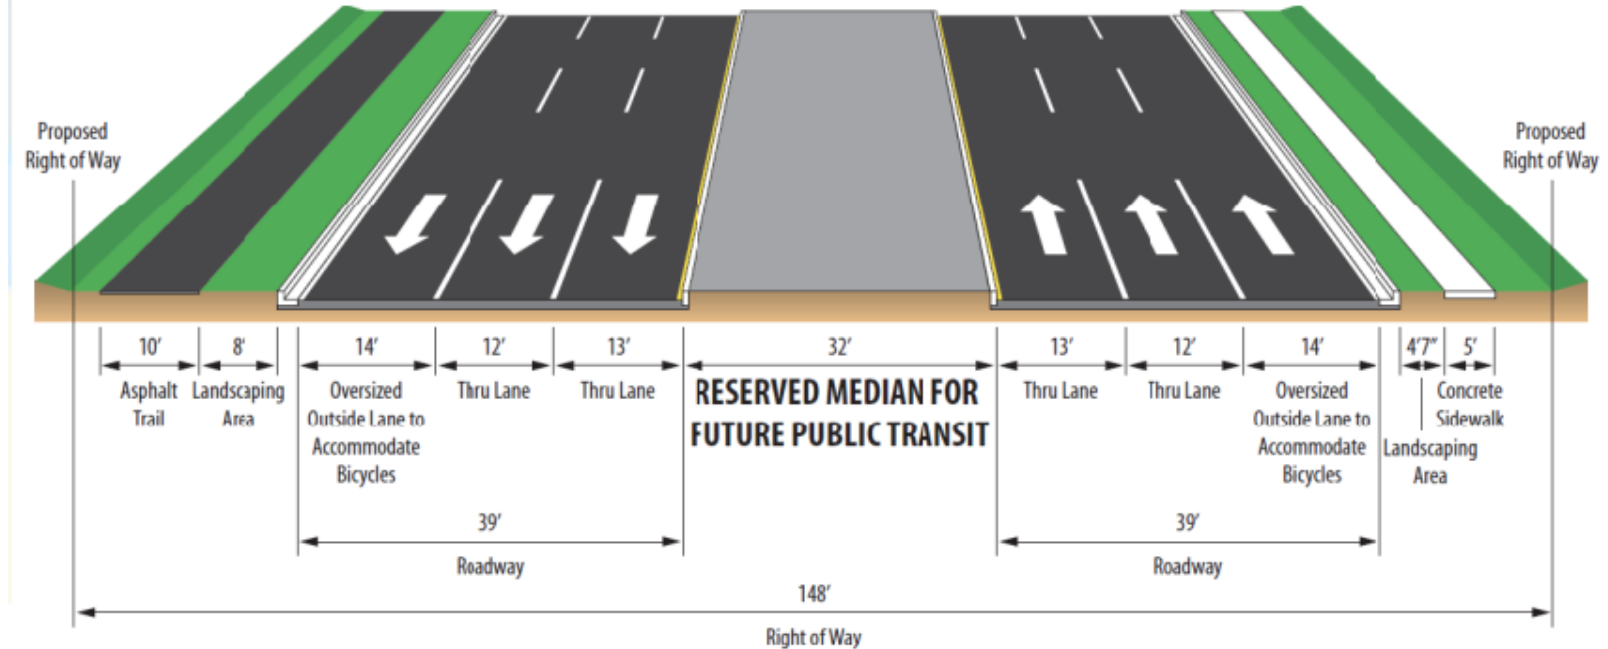 Proposed
Right of Way
Proposed
Right of Way
10′ 8′ 14′ 12′ 13′ 32′ 13′ 12′ 14′ 4′7″ 5′
Asphalt
Trail
Landscaping
Area
Oversized
Outside Lane to
Accommodate
Bicycles
Thru Lane
Thru Lane
RESERVED MEDIAN FOR
FUTURE PUBLIC TRANSIT
Thru Lane
Thru Lane
Oversized
Outside Lane to
Accommodate
Bicycles
Landscaping
Area
Concrete
Sidewalk
39′
Roadway
39′
Roadway
148′
Right of Way